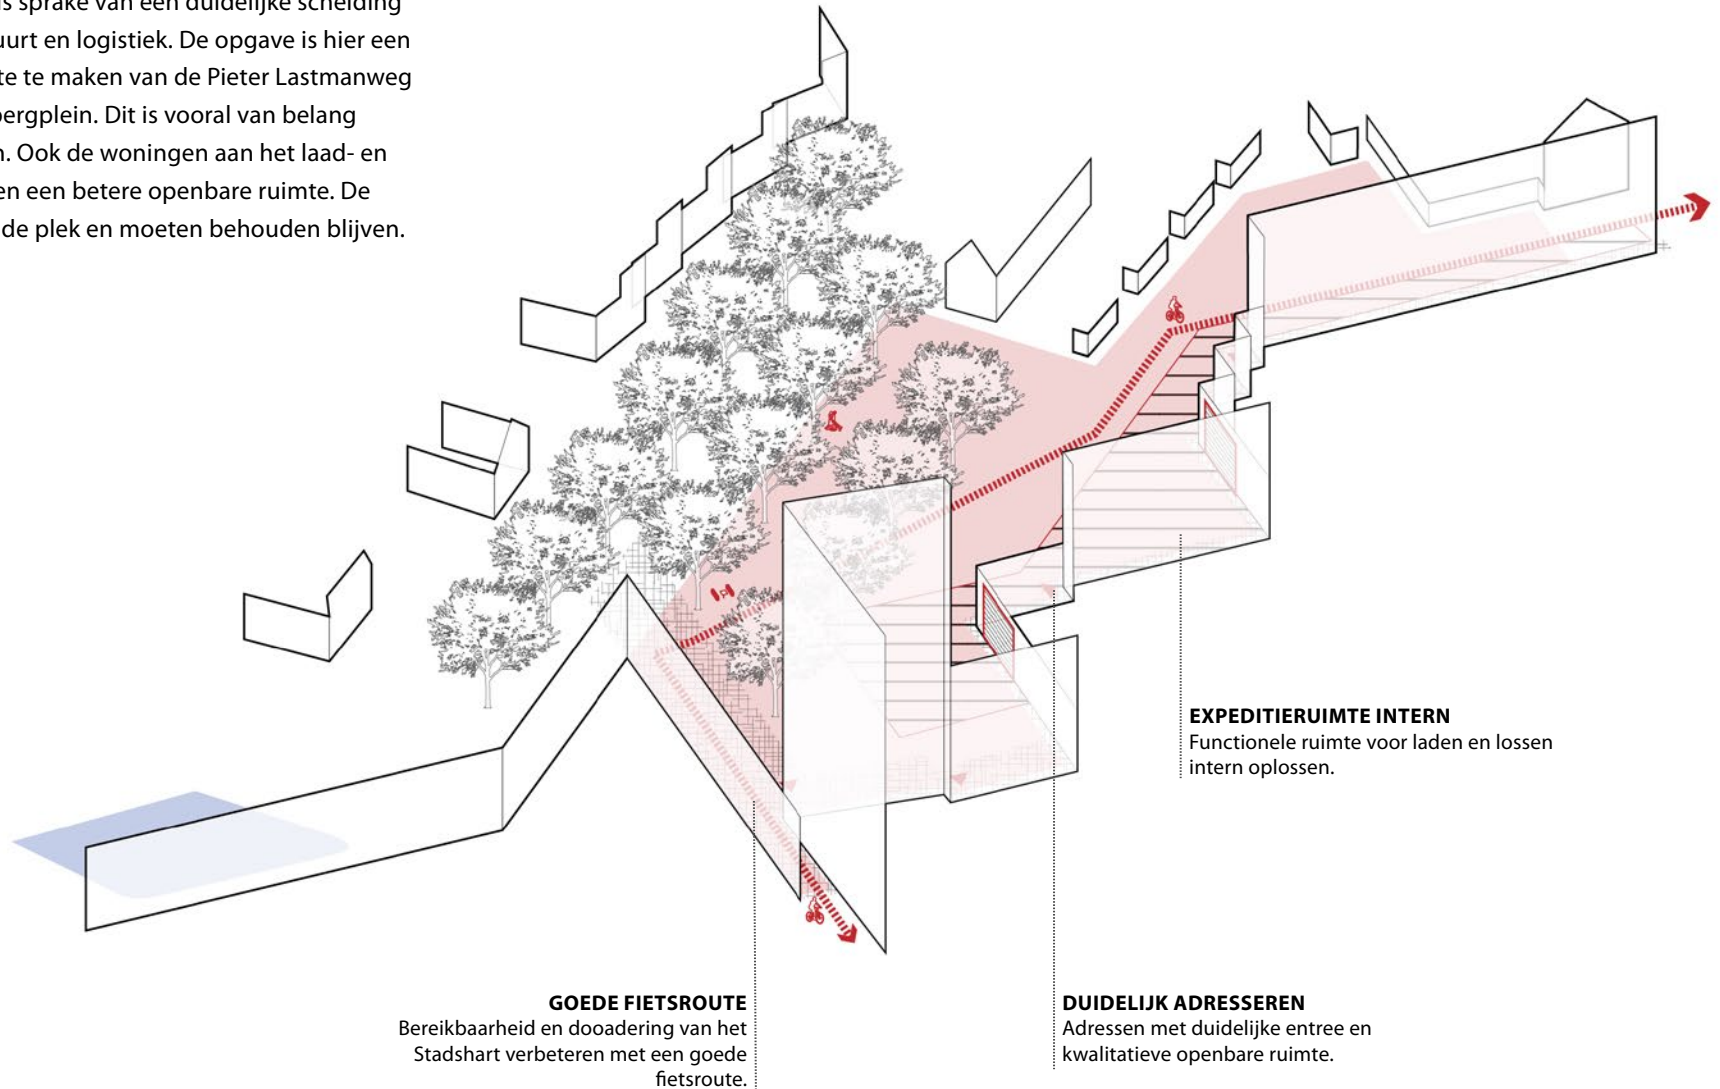 is sprake van een duidelijke scheiding
uurt en logistiek. De opgave is hier een
te te maken van de Pieter Lastmanweg
bergplein. Dit is vooral van belang
n. Ook de woningen aan het laad- en
en een betere openbare ruimte. De
de plek en moeten behouden blijven.
EXPEDITIERUIMTE INTERN
Functionele ruimte voor laden en lossen
intern oplossen.
GOEDE FIETSROUTE
Bereikbaarheid en dooadering van het
Stadshart verbeteren met een goede
fietsroute.
DUIDELIJK ADRESSEREN
Adressen met duidelijke entree en
kwalitatieve openbare ruimte.